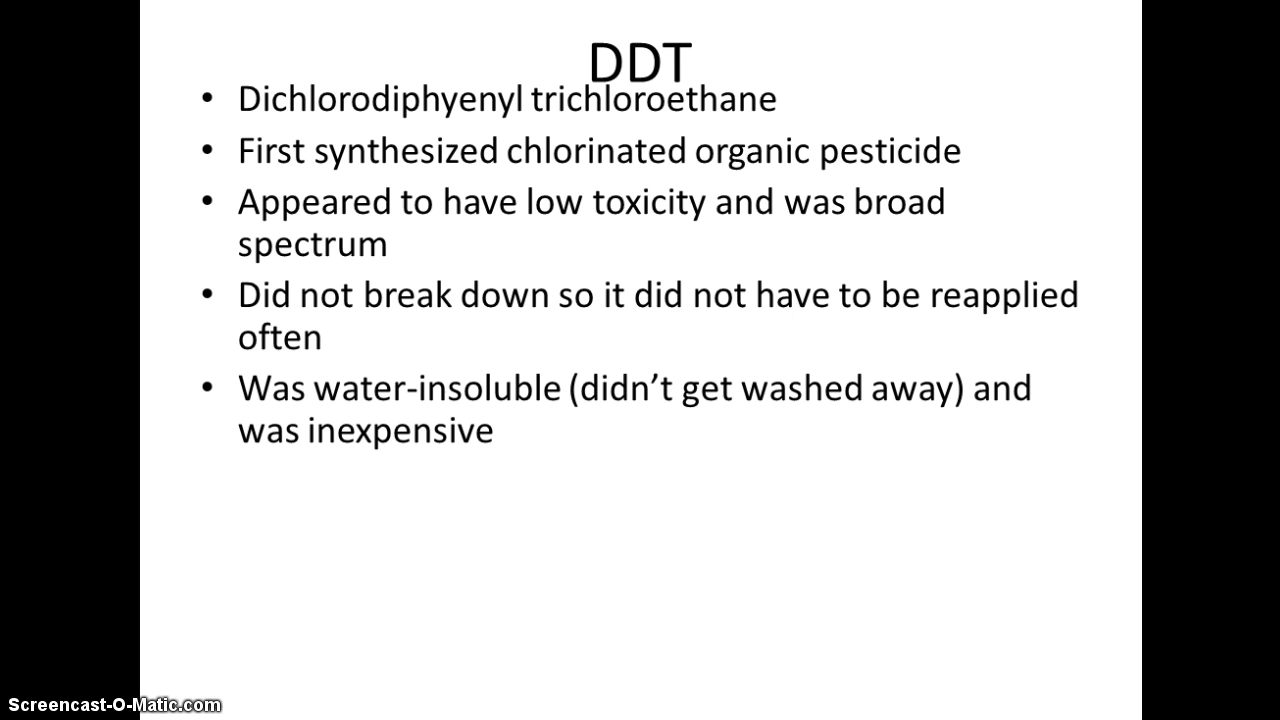 DDT
• Dichlorodiphyenyl trichloroethane
• First synthesized chlorinated organic pesticide
• Appeared to have low toxicity and was broad
spectrum
• Did not break down so it did not have to be reapplied
often
• Was water-insoluble (didn’t get washed away) and
was inexpensive
Screencast-O-Matic.com